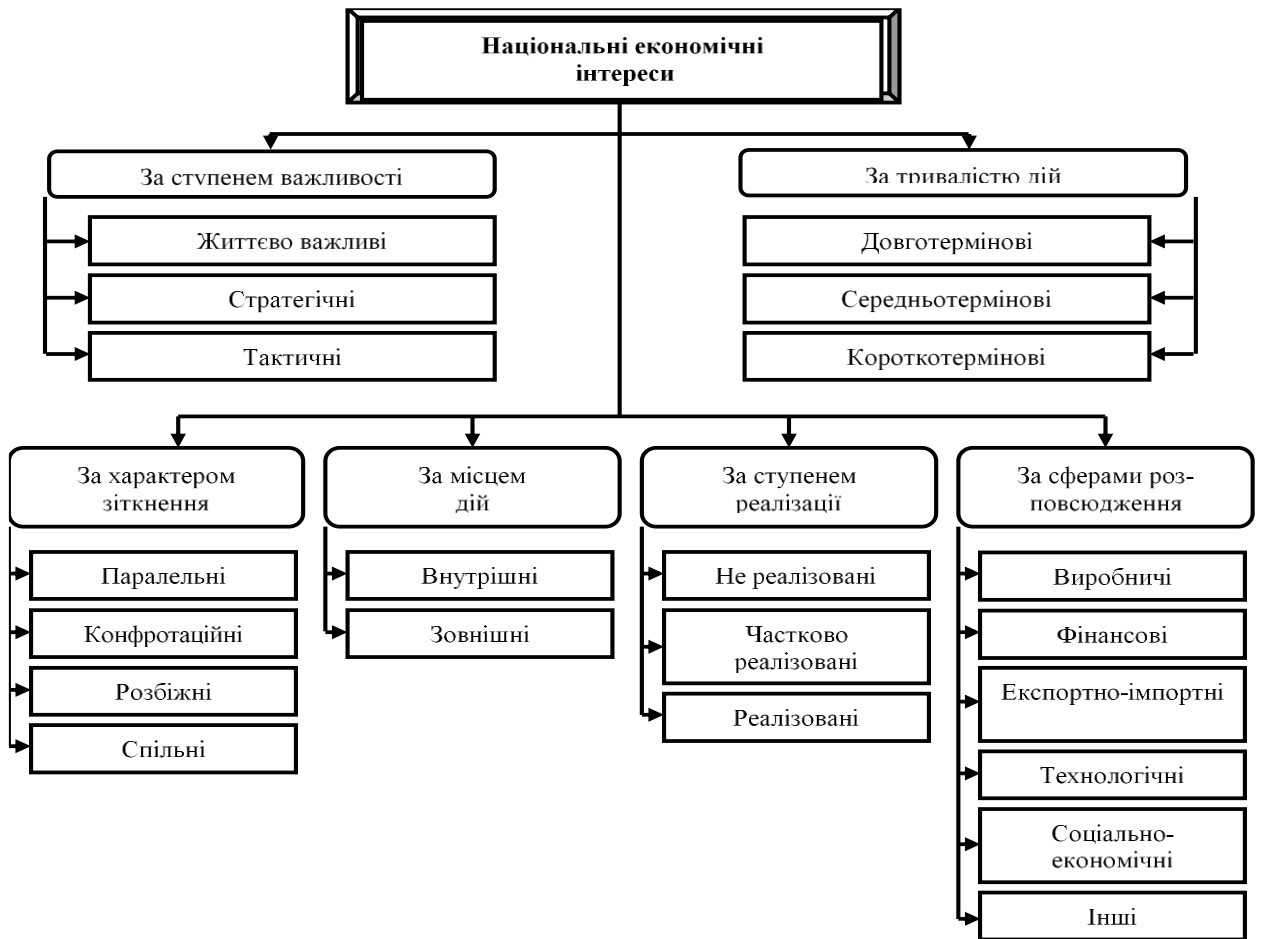 Національні економічні
інтереси
За ступенем важливості
Життєво важливі
Стратегічні
Тактичні
За тривалістю дій
Довготермінові
Середньотермінові
Короткотермінові
За характером
зіткнення
Паралельні
Конфротаційні
Розбіжні
Спільні
За місцем
дій
Внутрішні
Зовнішні
За ступенем
реалізації
Не реалізовані
Частково
реалізовані
Реалізовані
За сферами роз-
повсюдження
Виробничі
Фінансові
Експортно-імпортні
Технологічні
Соціально-
економічні
Інші